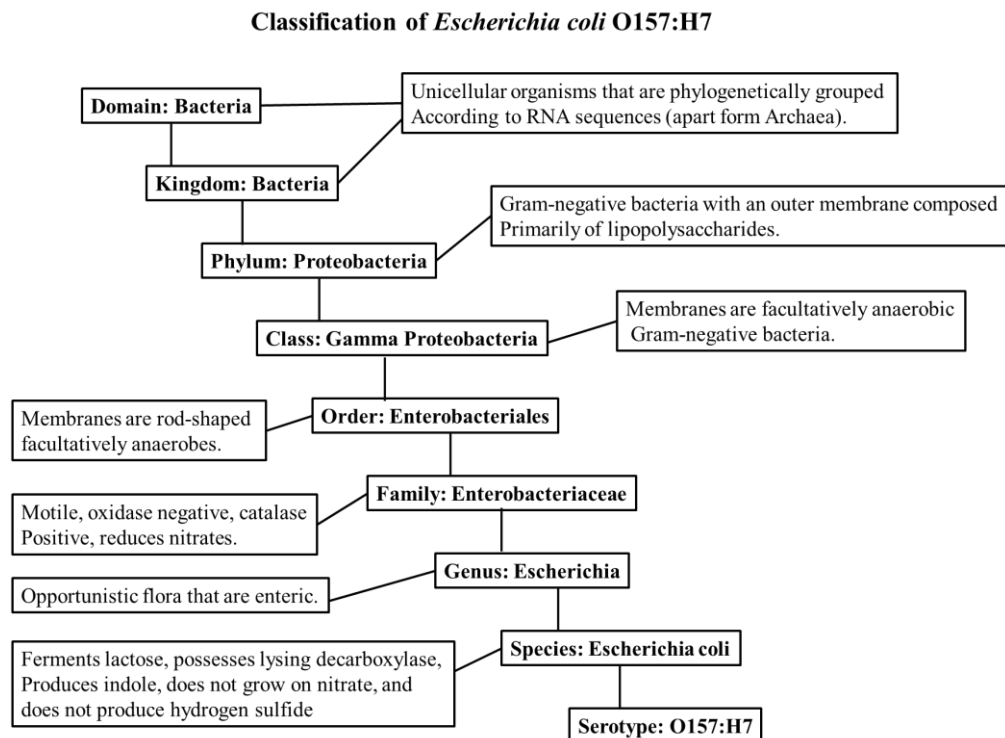 Classification of Escherichia coli O157:H7
Domain: Bacteria
Unicellular organisms that are phylogenetically grouped
According to RNA sequences (apart form Archaea).
Kingdom: Bacteria
Gram-negative bacteria with an outer membrane composed
Primarily of lipopolysaccharides.
Phylum: Proteobacteria
Membranes are facultatively anaerobic
Gram-negative bacteria.
Class: Gamma Proteobacteria
Membranes are rod-shaped
facultatively anaerobes.
Order: Enterobacteriales
Family: Enterobacteriaceae
Motile, oxidase negative, catalase
Positive, reduces nitrates.
Genus: Escherichia
Opportunistic flora that are enteric.
Species: Escherichia coli
Ferments lactose, possesses lysing decarboxylase,
Produces indole, does not grow on nitrate, and
does not produce hydrogen sulfide
Serotype: O157:H7